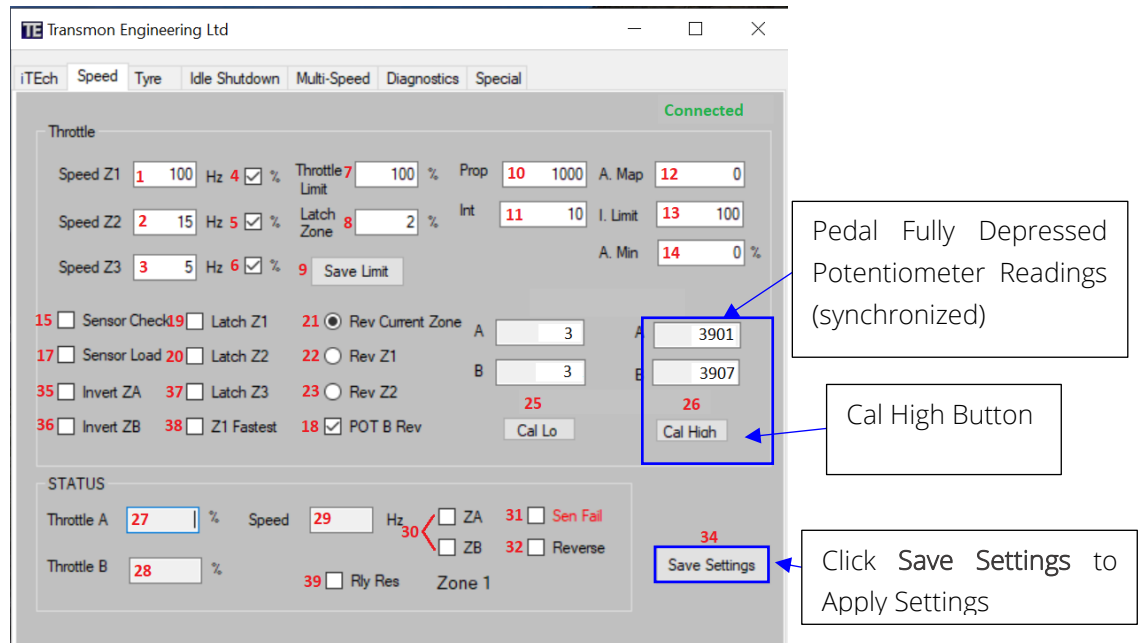 TE Transmon Engineering Ltd
iTEch Speed Tyre Idle Shutdown Multi-Speed Diagnostics Special
Connected
Throttle
Speed Z1 1 100 Hz 4 % Throttle 7 100 % Prop 10 1000 A. Map 12 0
Limit
Speed Z2 2 15 Hz 5 % Latch 8 2 % Int 11 10 I. Limit 13 100
Zone
A. Min 14 0 %
Speed Z3 3 5 Hz 6 % 9 Save Limit
15 Sensor Check 19 Latch Z1 21 Rev Current Zone A 3 A 3901
17 Sensor Load 20 Latch Z2 22 Rev Z1
35 Invert ZA 37 Latch Z3 23 Rev Z2 B 3 B 3907
25 26
36 Invert ZB 38 Z1 Fastest 18 POT B Rev Cal Lo Cal High
STATUS
Throttle A 27 % Speed 29 Hz 30 ZA 31 Sen Fail
ZB 32 Reverse
Throttle B 28 %
39 Rly Res Zone 1
34
Save Settings
Pedal Fully Depressed
Potentiometer Readings
(synchronized)
Cal High Button
Click Save Settings to
Apply Settings